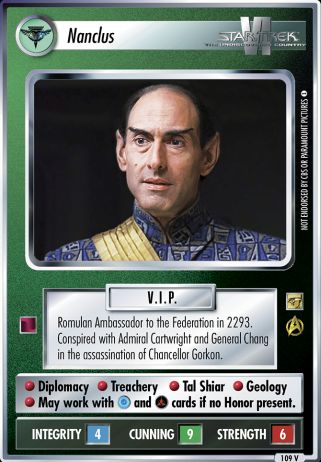 Nanclus
STAR TREK
VI
THE UNDISCOVERED COUNTRY
NOT ENDORSED BY CBS OR PARAMOUNT PICTURES
V.I.P.
Romulan Ambassador to the Federation in 2293.
Conspired with Admiral Cartwright and General Chang
in the assassination of Chancellor Gorkon.
Diplomacy Treachery Tal Shiar Geology
May work with and if no Honor present.
INTEGRITY 4 CUNNING 9 STRENGTH 6
109 V